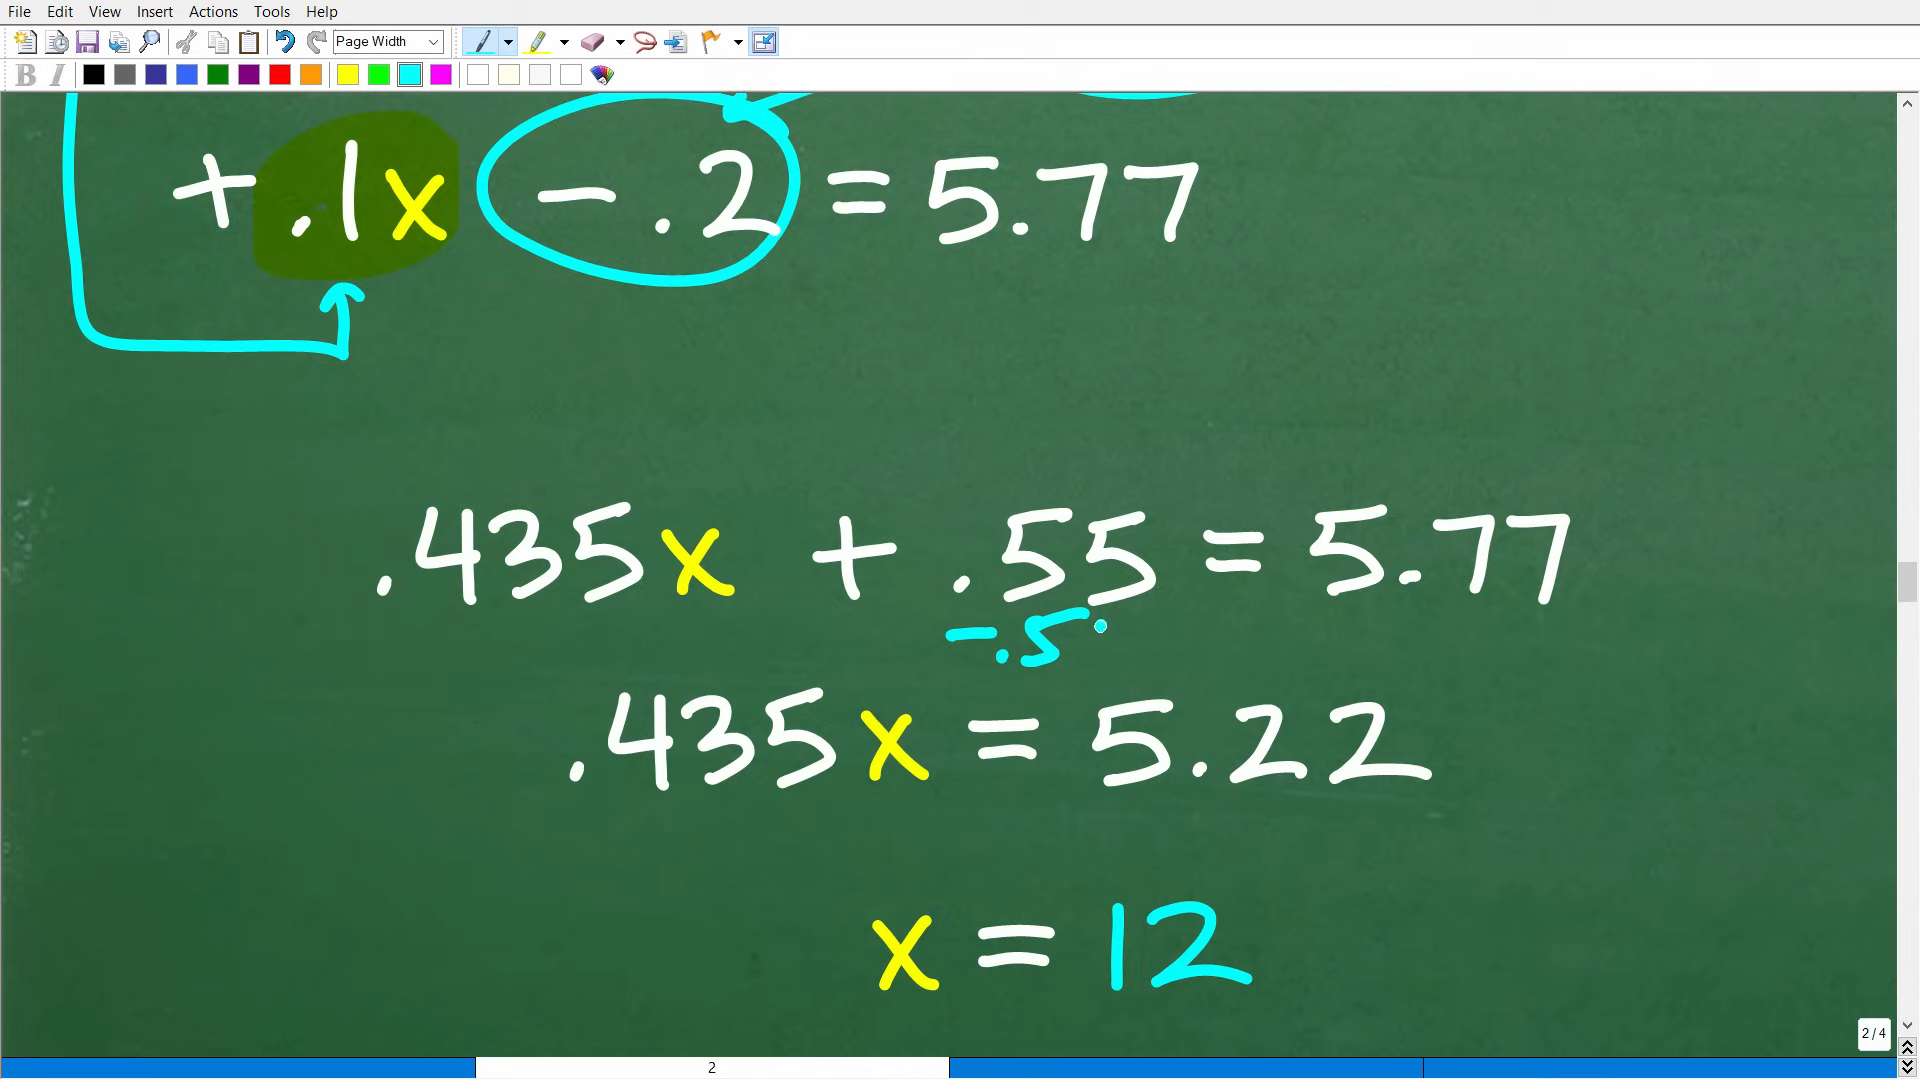 File Edit View Insert Actions Tools Help
Page Width
B I
+ .1x - .2 = 5.77
.435x + .55 = 5.77
-.5
.435x = 5.22
x = 12
2 / 4
2